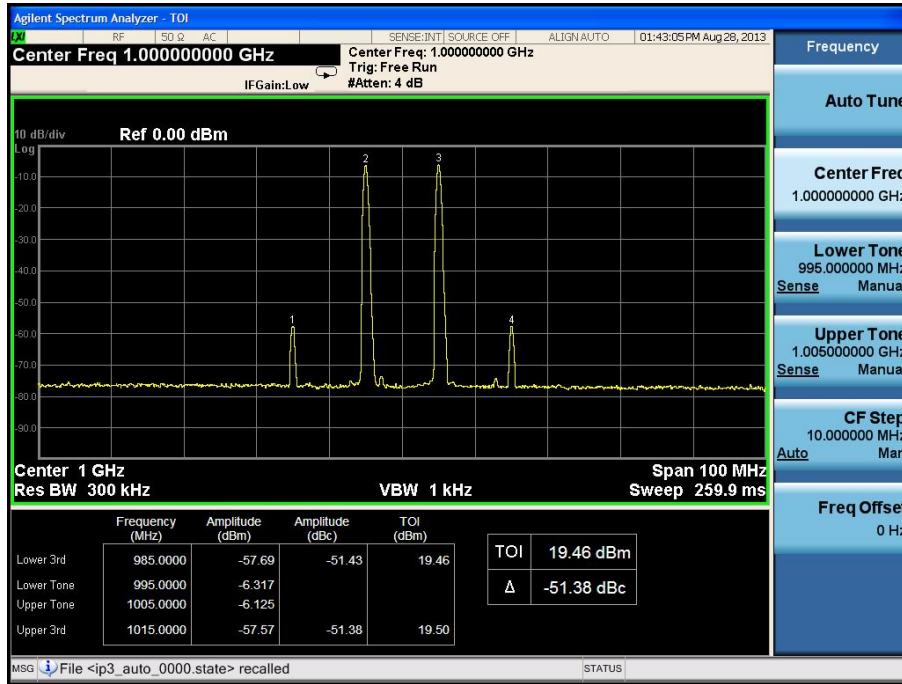 Agilent Spectrum Analyzer - TOI
LXI RF 50 Ω AC SENSE:INT SOURCE OFF ALIGN AUTO 01:43:05 PM Aug 28, 2013
Center Freq 1.000000000 GHz
IFGain:Low
Center Freq: 1.000000000 GHz
Trig: Free Run
#Atten: 4 dB
10 dB/div Ref 0.00 dBm
Log
-10.0
-20.0
-30.0
-40.0
-50.0
-60.0
-70.0
-80.0
-90.0
1 2 3 4
Center 1 GHz Span 100 MHz
Res BW 300 kHz VBW 1 kHz Sweep 259.9 ms
Frequency (MHz) Amplitude (dBm) Amplitude (dBc) TOI (dBm)
Lower 3rd 985.0000 -57.69 -51.43 19.46
Lower Tone 995.0000 -6.317
Upper Tone 1005.0000 -6.125
Upper 3rd 1015.0000 -57.57 -51.38 19.50
TOI 19.46 dBm
Δ -51.38 dBc
MSG File <ip3_auto_0000.state> recalled STATUS
Frequency
Auto Tune
Center Freq
1.000000000 GHz
Lower Tone
995.000000 MHz
Sense Manua
Upper Tone
1.005000000 GHz
Sense Manua
CF Step
10.000000 MHz
Auto Man
Freq Offset
0 Hz